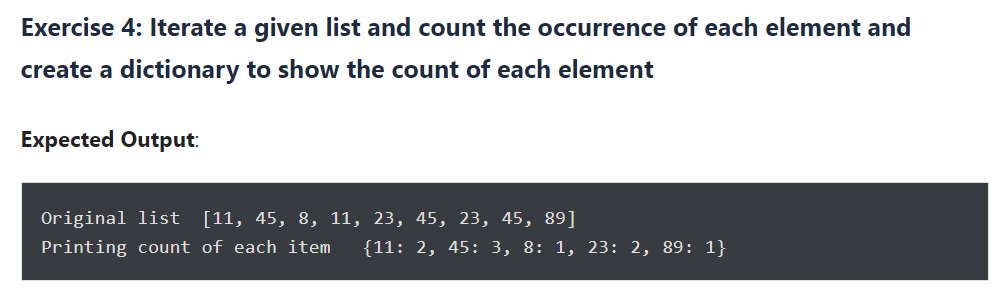 Exercise 4: Iterate a given list and count the occurrence of each element and
create a dictionary to show the count of each element
Expected Output:
Original list  [11, 45, 8, 11, 23, 45, 23, 45, 89]
Printing count of each item   {11: 2, 45: 3, 8: 1, 23: 2, 89: 1}